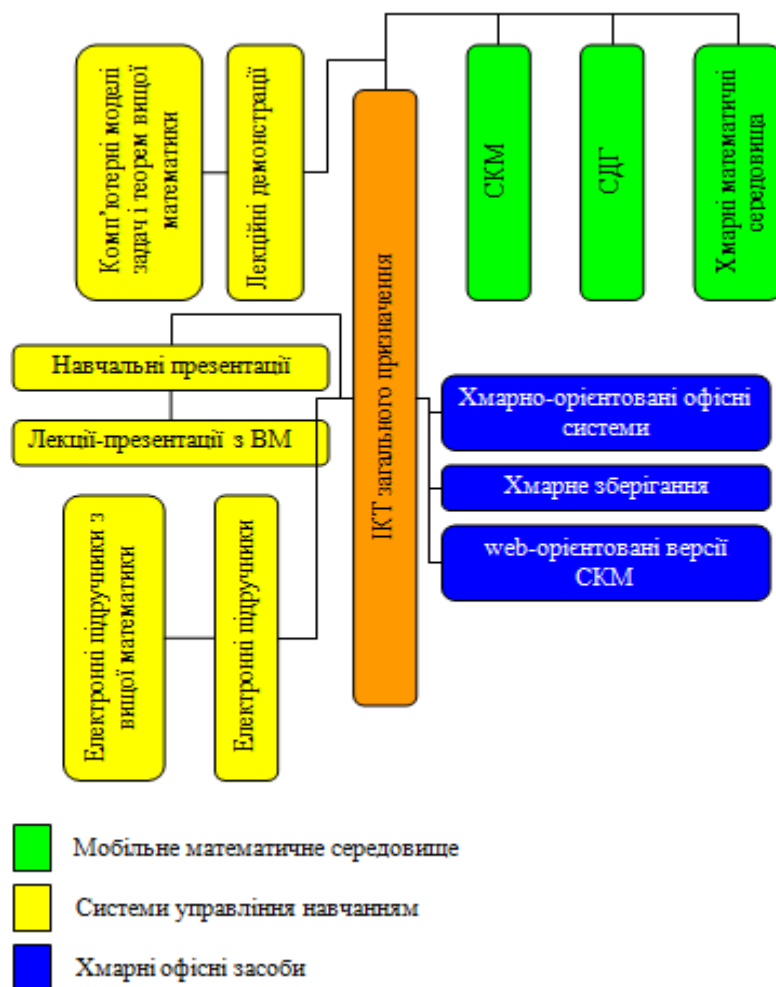 Комп’ютерні моделі
задач і теорем вищої
математики
Лекційні демонстрації
ІКТ загального призначення
СКМ
СДГ
Хмарні математичні
середовища
Навчальні презентації
Лекції-презентації з ВМ
Хмарно-орієнтовані офісні
системи
Хмарне зберігання
web-орієнтовані версії
СКМ
Електронні підручники з
вищої математики
Електронні підручники
Мобільне математичне середовище
Системи управління навчанням
Хмарні офісні засоби